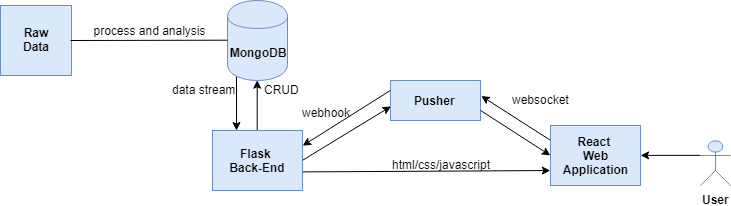 Raw
Data
process and analysis
MongoDB
data stream
CRUD
Pusher
websocket
webhook
Flask
Back-End
html/css/javascript
React
Web
Application
User